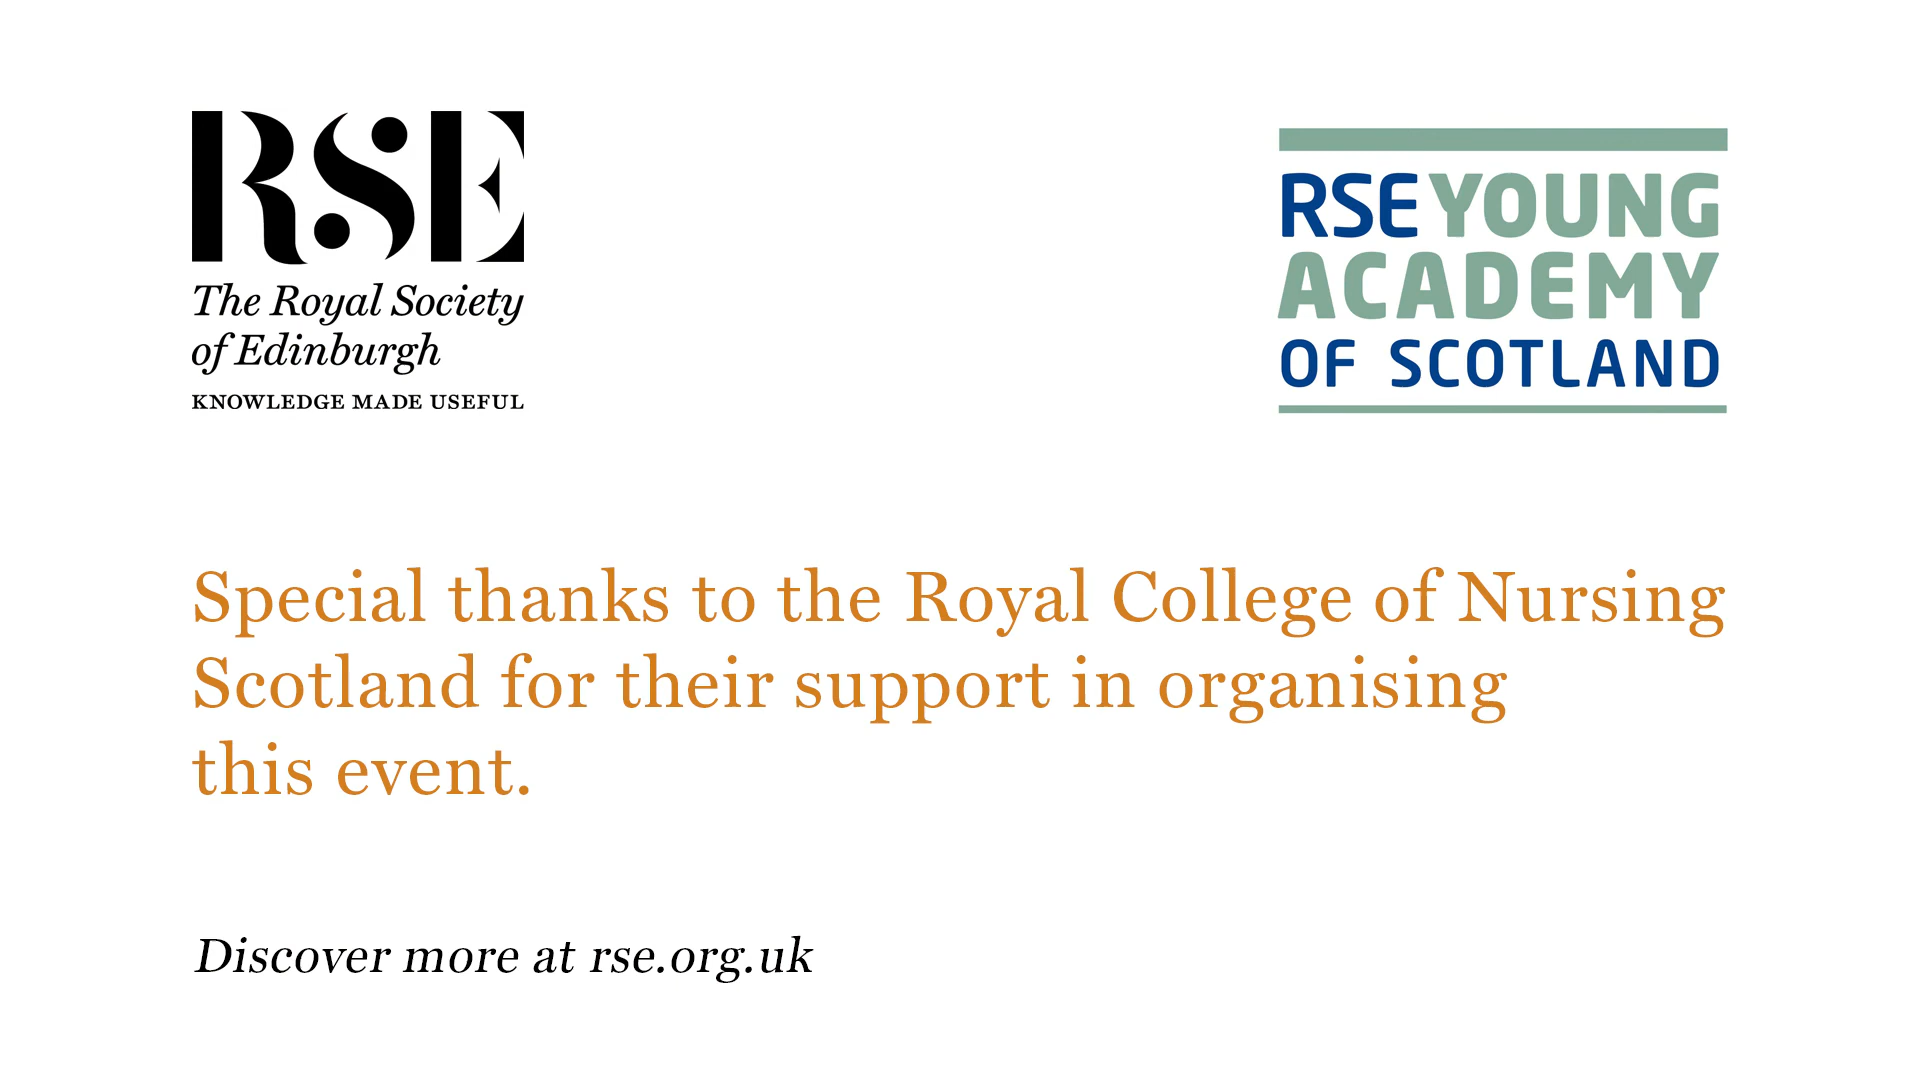 RSE
The Royal Society
of Edinburgh
KNOWLEDGE MADE USEFUL
RSE YOUNG
ACADEMY
OF SCOTLAND
Special thanks to the Royal College of Nursing
Scotland for their support in organising
this event.
Discover more at rse.org.uk